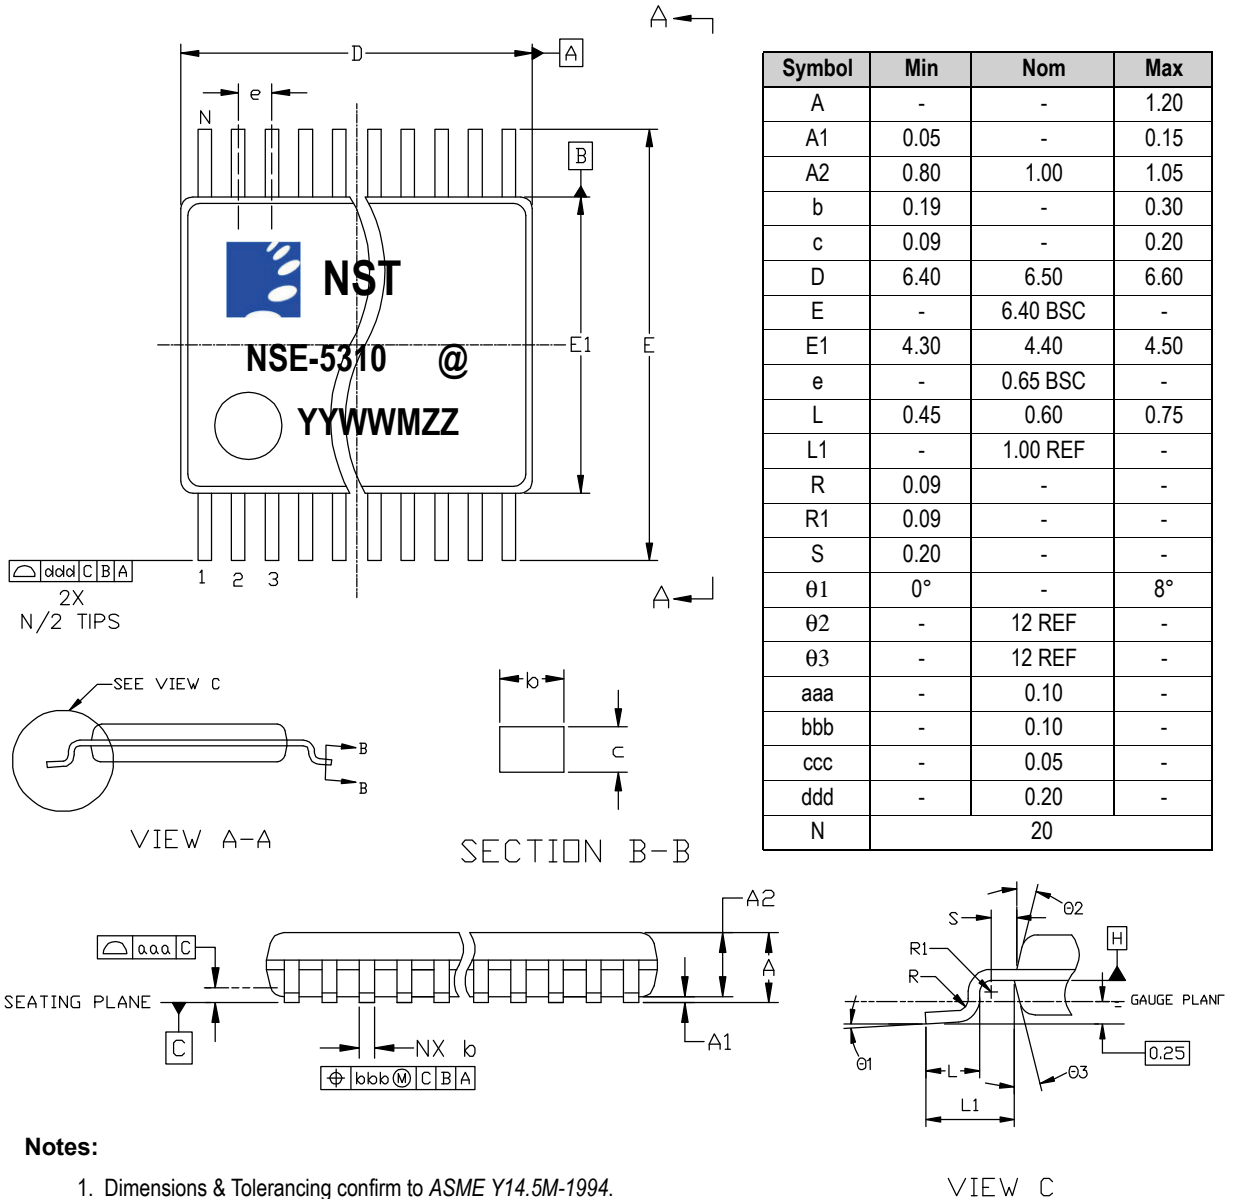 A
D
A
e
N
B
NST
NSE-5310 @
YYWWMZZ
E1
E
ddd C B A
2X
N/2 TIPS
1 2 3
A
Symbol Min Nom Max
A - - 1.20
A1 0.05 - 0.15
A2 0.80 1.00 1.05
b 0.19 - 0.30
c 0.09 - 0.20
D 6.40 6.50 6.60
E - 6.40 BSC -
E1 4.30 4.40 4.50
e - 0.65 BSC -
L 0.45 0.60 0.75
L1 - 1.00 REF -
R 0.09 - -
R1 0.09 - -
S 0.20 - -
θ1 0° - 8°
θ2 - 12 REF -
θ3 - 12 REF -
aaa - 0.10 -
bbb - 0.10 -
ccc - 0.05 -
ddd - 0.20 -
N 20
SEE VIEW C
B
B
VIEW A-A
b
c
SECTION B-B
aaa C
SEATING PLANE
C
A2
A
A1
NX b
⌖ bbb Ⓜ C B A
S
θ2
R1
R
H
GAUGE PLANE
0.25
θ1
L
θ3
L1
VIEW C
Notes:
1. Dimensions & Tolerancing confirm to ASME Y14.5M-1994.